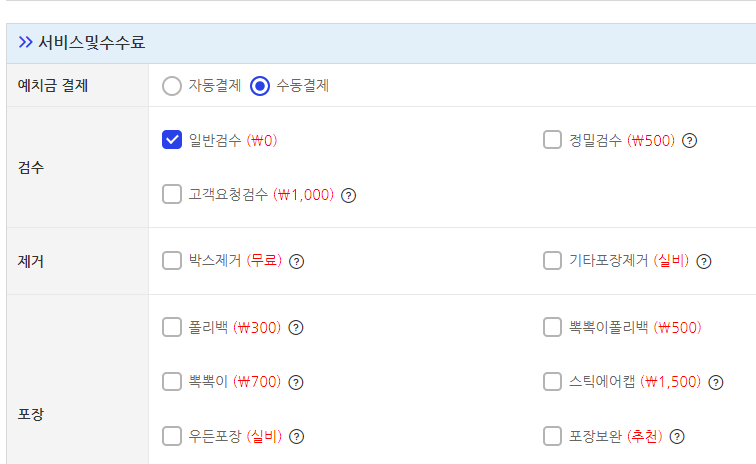 서비스및수수료
예치금 결제 자동결제 수동결제
일반검수 (₩0) 정밀검수 (₩500) ?
검수
고객요청검수 (₩1,000) ?
제거 박스제거 (무료) ? 기타포장제거 (실비) ?
폴리백 (₩300) ? 뽁뽁이폴리백 (₩500)
뽁뽁이 (₩700) ? 스틱에어캡 (₩1,500) ?
포장
우든포장 (실비) ? 포장보완 (추천) ?